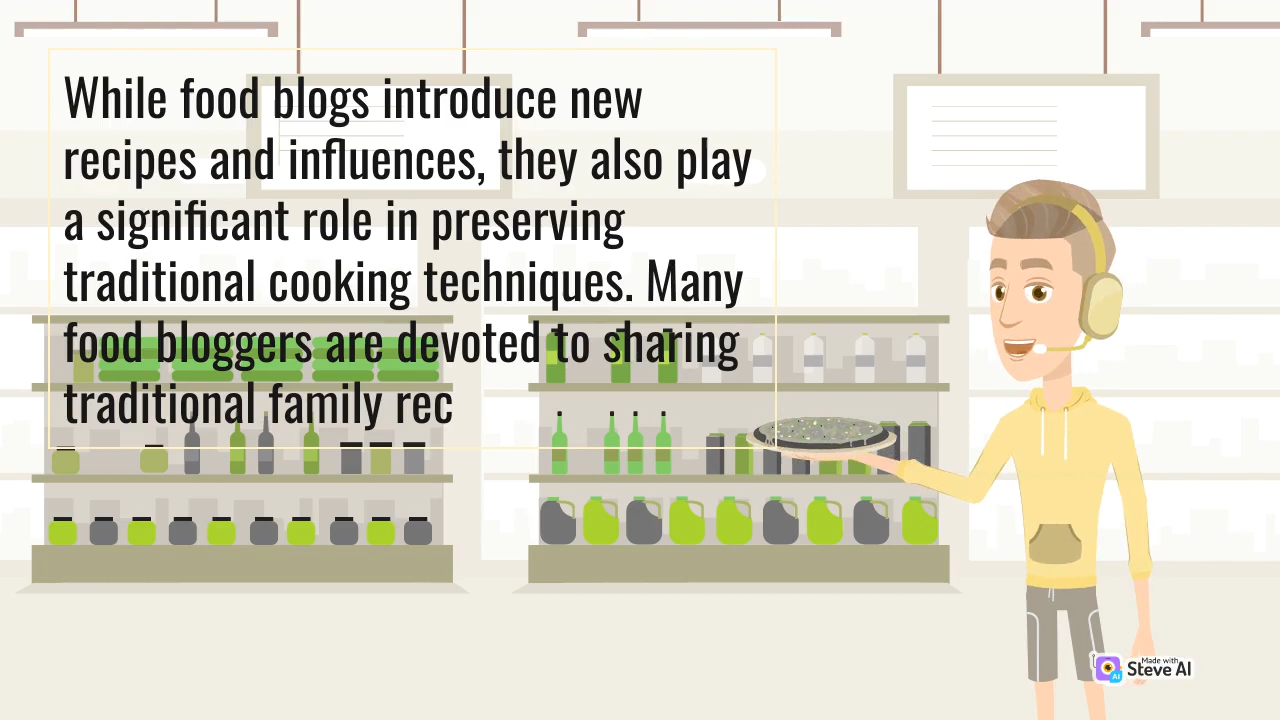 While food blogs introduce new
recipes and influences, they also play
a significant role in preserving
traditional cooking techniques. Many
food bloggers are devoted to sharing
traditional family rec
Made with
Steve AI
AI